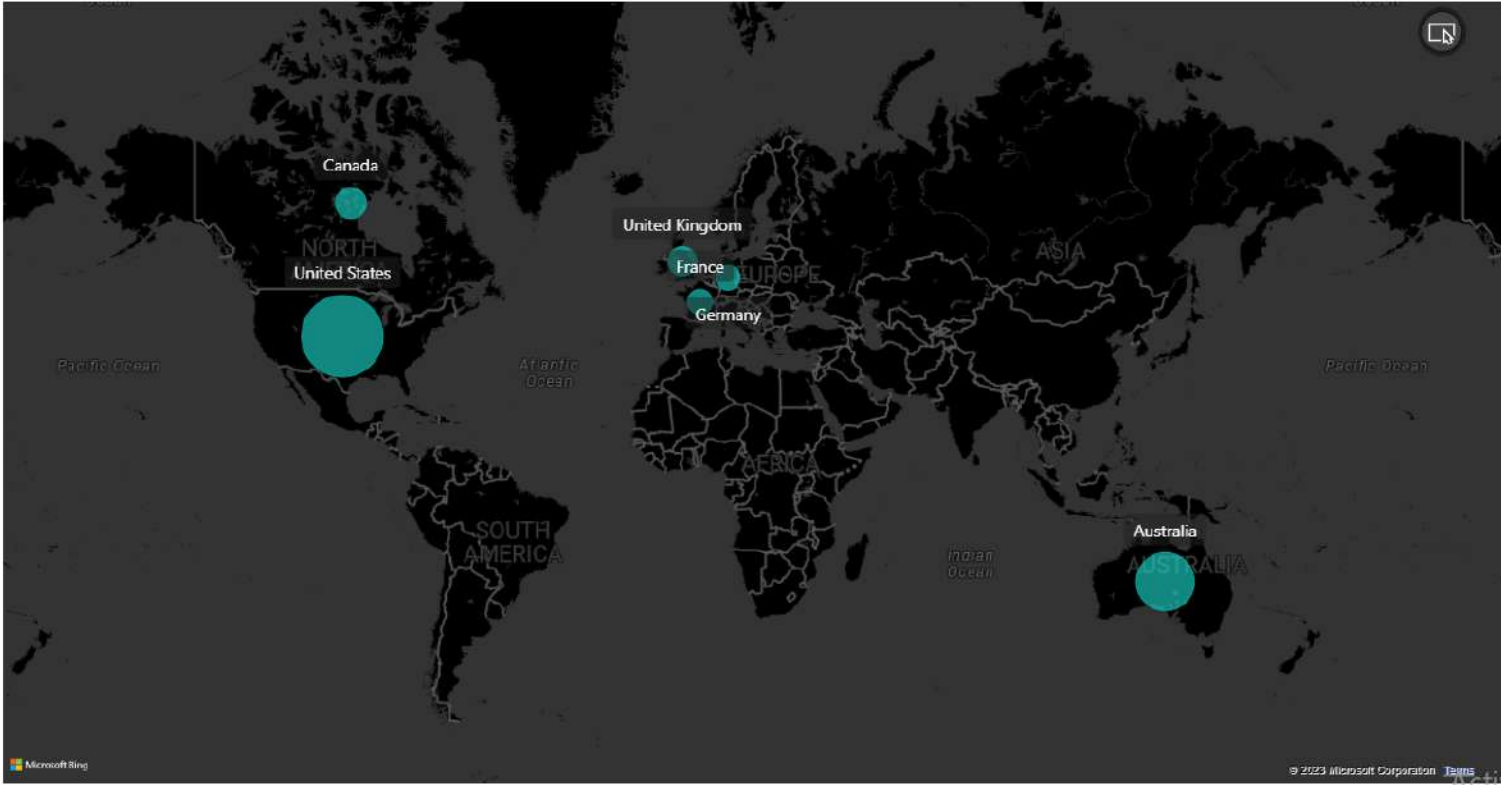 Canada
NORTH
United States
United Kingdom
France
EUROPE
Germany
ASIA
Pacific Ocean
Atlantic
Ocean
Pacific Ocean
AFRICA
SOUTH
AMERICA
Indian
Ocean
Australia
AUSTRALIA
Microsoft Bing
© 2023 Microsoft Corporation Terms